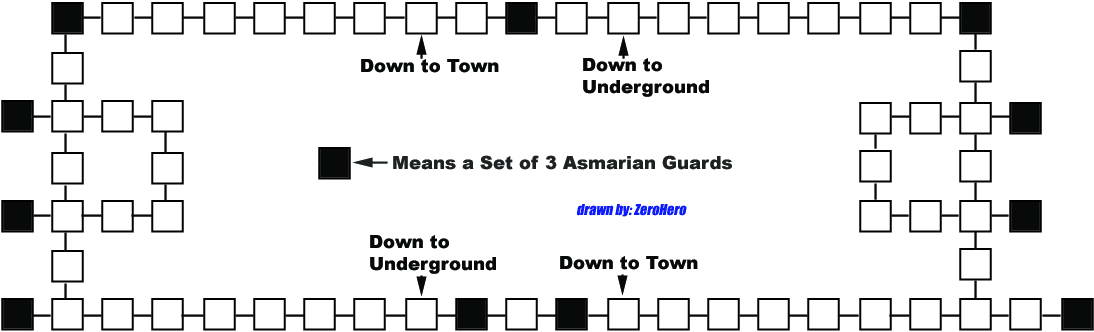 Down to Town
Down to
Underground
Means a Set of 3 Asmarian Guards
drawn by: ZeroHero
Down to
Underground
Down to Town